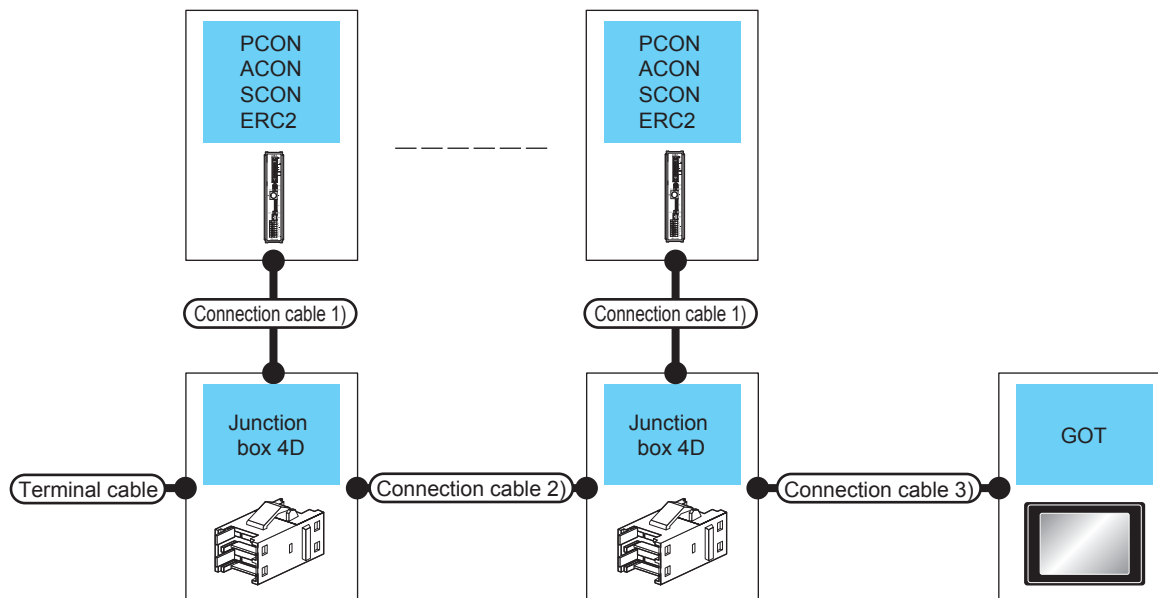 PCON
ACON
SCON
ERC2
PCON
ACON
SCON
ERC2
Connection cable 1)
Connection cable 1)
Junction
box 4D
Junction
box 4D
GOT
Terminal cable
Connection cable 2)
Connection cable 3)